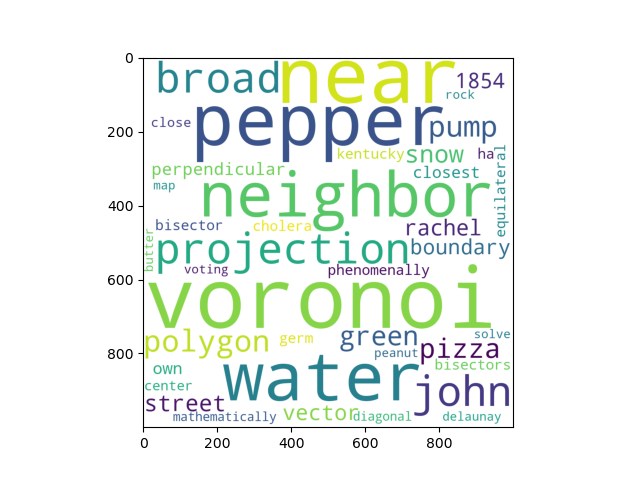 0
200
400
600
800
0 200 400 600 800
broad near 1854
rock
close pepper pump
kentucky snow ha
perpendicular closest
map neighbor equilateral
bisector cholera rachel
butter projection boundary
voting phenomenally
voronoi
polygon germ green solve
peanut pizza
own water bisectors
center john
street vector
mathematically diagonal delaunay